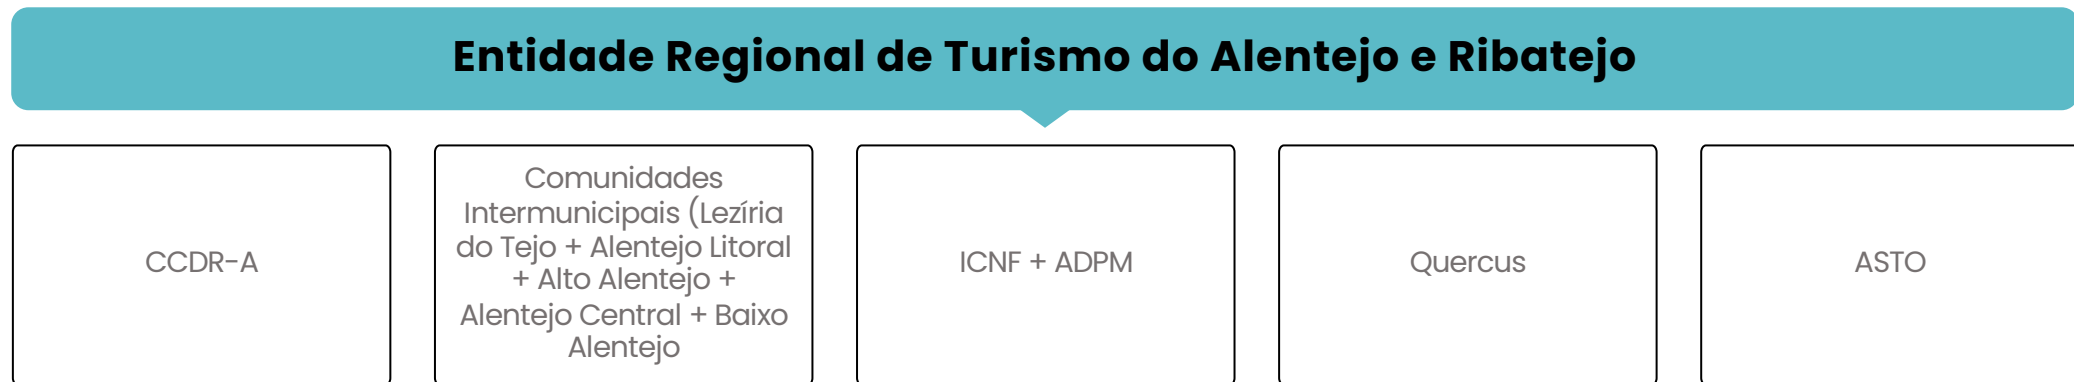 Entidade Regional de Turismo do Alentejo e Ribatejo
CCDR-A
Comunidades
Intermunicipais (Lezíria
do Tejo + Alentejo Litoral
+ Alto Alentejo +
Alentejo Central + Baixo
Alentejo
ICNF + ADPM
Quercus
ASTO